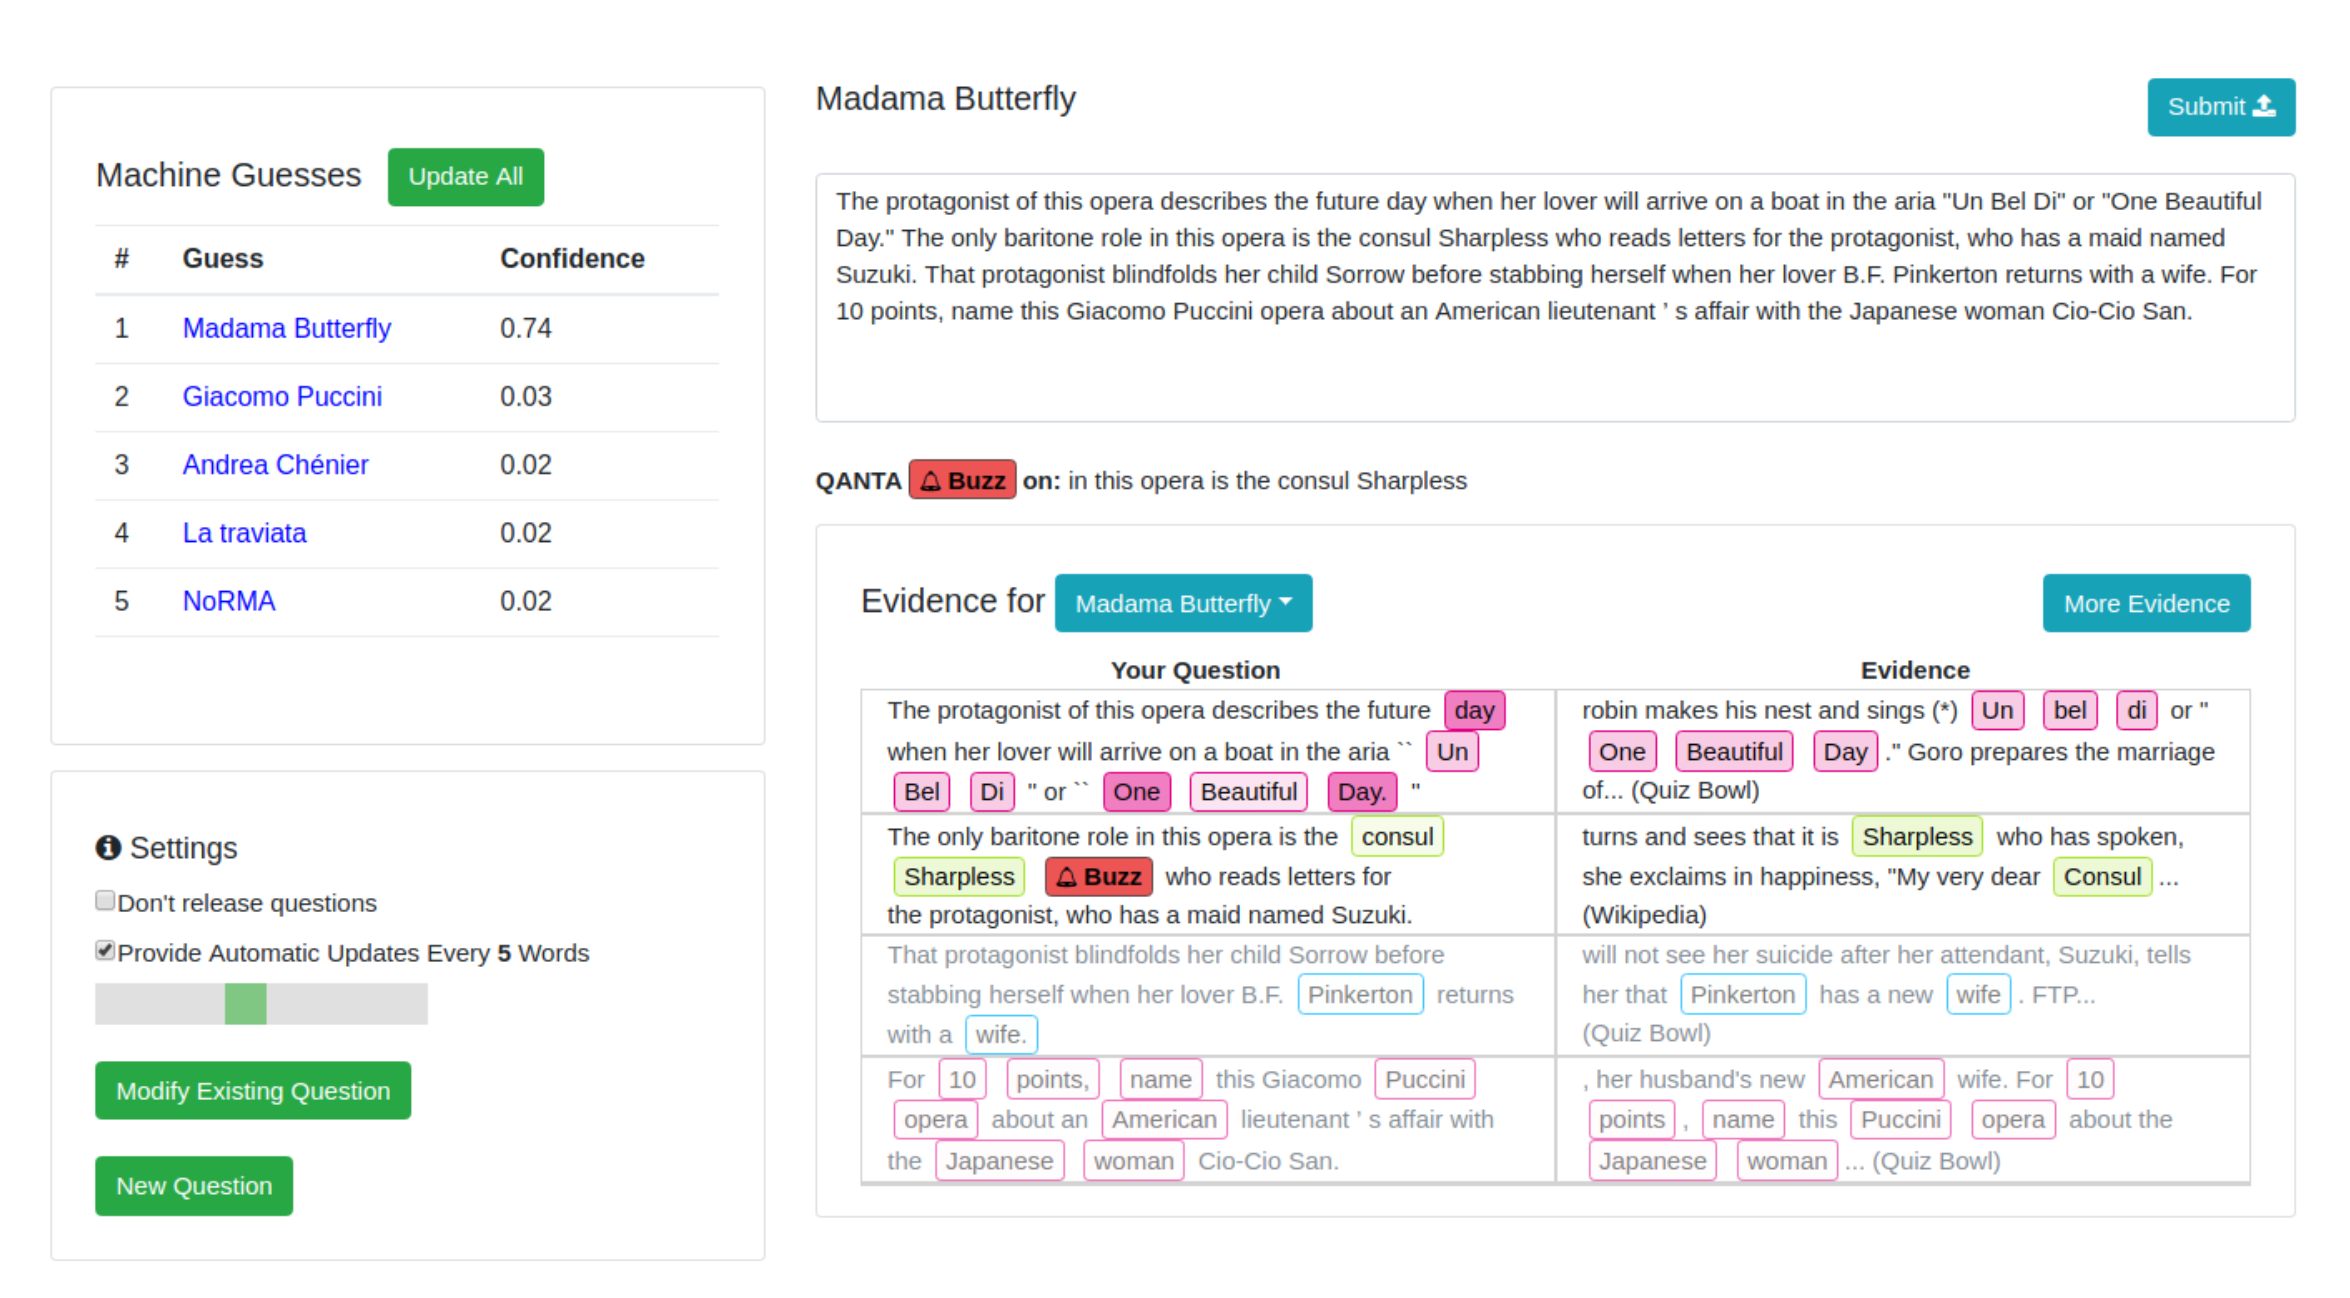 Machine Guesses Update All
# Guess Confidence
1 Madama Butterfly 0.74
2 Giacomo Puccini 0.03
3 Andrea Chénier 0.02
4 La traviata 0.02
5 NoRMA 0.02
Settings
Don't release questions
Provide Automatic Updates Every 5 Words
Modify Existing Question
New Question
Madama Butterfly
Submit
The protagonist of this opera describes the future day when her lover will arrive on a boat in the aria "Un Bel Di" or "One Beautiful
Day." The only baritone role in this opera is the consul Sharpless who reads letters for the protagonist, who has a maid named
Suzuki. That protagonist blindfolds her child Sorrow before stabbing herself when her lover B.F. Pinkerton returns with a wife. For
10 points, name this Giacomo Puccini opera about an American lieutenant ' s affair with the Japanese woman Cio-Cio San.
QANTA Buzz on: in this opera is the consul Sharpless
Evidence for Madama Butterfly
More Evidence
Your Question
Evidence
The protagonist of this opera describes the future day
when her lover will arrive on a boat in the aria `` Un
Bel Di " or `` One Beautiful Day. "
robin makes his nest and sings (*) Un bel di or "
One Beautiful Day ." Goro prepares the marriage
of... (Quiz Bowl)
The only baritone role in this opera is the consul
Sharpless Buzz who reads letters for
the protagonist, who has a maid named Suzuki.
turns and sees that it is Sharpless who has spoken,
she exclaims in happiness, "My very dear Consul ...
(Wikipedia)
That protagonist blindfolds her child Sorrow before
stabbing herself when her lover B.F. Pinkerton returns
with a wife.
will not see her suicide after her attendant, Suzuki, tells
her that Pinkerton has a new wife . FTP...
(Quiz Bowl)
For 10 points, name this Giacomo Puccini
opera about an American lieutenant ' s affair with
the Japanese woman Cio-Cio San.
, her husband's new American wife. For 10
points , name this Puccini opera about the
Japanese woman ... (Quiz Bowl)